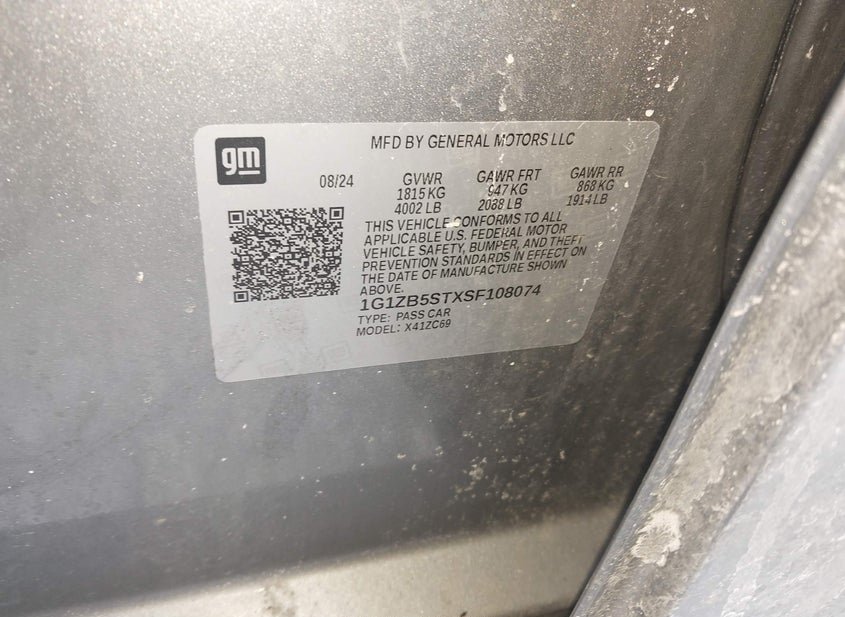 gm
MFD BY GENERAL MOTORS LLC
08/24 GVWR GAWR FRT GAWR RR
1815 KG 947 KG 868 KG
4002 LB 2088 LB 1914 LB
THIS VEHICLE CONFORMS TO ALL
APPLICABLE U.S. FEDERAL MOTOR
VEHICLE SAFETY, BUMPER, AND THEFT
PREVENTION STANDARDS IN EFFECT ON
THE DATE OF MANUFACTURE SHOWN
ABOVE.
1G1ZB5STXSF108074
TYPE: PASS CAR
MODEL: X41ZC69